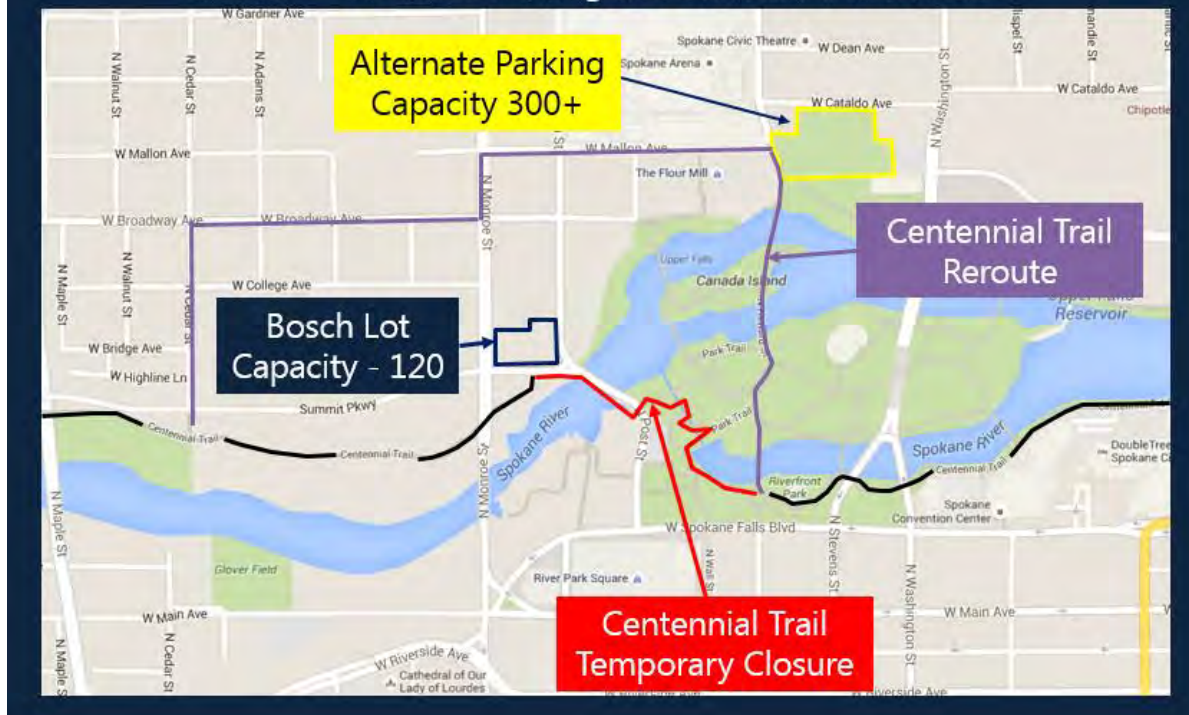 W Gardner Ave
N Walnut St
N Cedar St
N Adams St
Alternate Parking
Capacity 300+
Spokane Civic Theatre
Spokane Arena
W Dean Ave
W Cataldo Ave
W Cataldo Ave
Chipotle
N Washington St
W Mallon Ave
W Mallon Ave
The Flour Mill
N Monroe St
W Broadway Ave
W Broadway Ave
Centennial Trail
Reroute
Upper Falls
Canada Island
Reservoir
N Maple St
N Walnut St
N Cedar St
W College Ave
Bosch Lot
Capacity - 120
W Bridge Ave
W Highline Ln
Summit Pkwy
Park Trail
Park Trail
Centennial Trail
Centennial Trail
Spokane River
Post St
Spokane River
Centennial Trail
DoubleTree
Riverfront
Park
Spokane
Convention Center
N Maple St
N Monroe St
W Spokane Falls Blvd
N Stevens St
N Washington St
N Wall St
Glover Field
River Park Square
W Main Ave
W Main Ave
Centennial Trail
Temporary Closure
N Maple St
N Cedar St
W Riverside Ave
Cathedral of Our
Lady of Lourdes